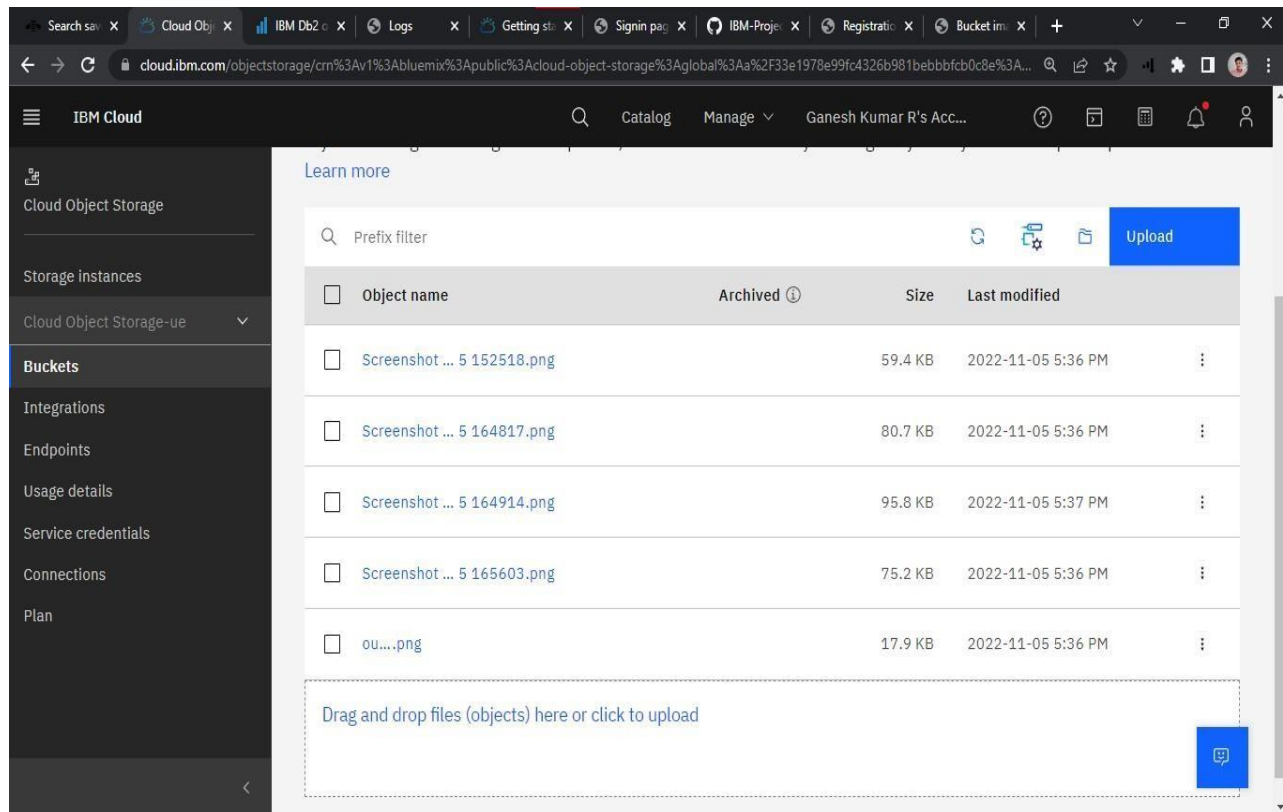 Search sav
Cloud Obje
IBM Db2 o
Logs
Getting sta
Signin pag
IBM-Projec
Registratio
Bucket ima
cloud.ibm.com/objectstorage/crn%3Av1%3Abluemix%3Apublic%3Acloud-object-storage%3Aglobal%3Aa%2F33e1978e99fc4326b981bebbbfcb0c8e%3A...
IBM Cloud
Catalog
Manage
Ganesh Kumar R's Acc...
Cloud Object Storage
Storage instances
Cloud Object Storage-ue
Buckets
Integrations
Endpoints
Usage details
Service credentials
Connections
Plan
Learn more
Prefix filter
Upload
Object name Archived Size Last modified
Screenshot ... 5 152518.png 59.4 KB 2022-11-05 5:36 PM
Screenshot ... 5 164817.png 80.7 KB 2022-11-05 5:36 PM
Screenshot ... 5 164914.png 95.8 KB 2022-11-05 5:37 PM
Screenshot ... 5 165603.png 75.2 KB 2022-11-05 5:36 PM
ou....png 17.9 KB 2022-11-05 5:36 PM
Drag and drop files (objects) here or click to upload